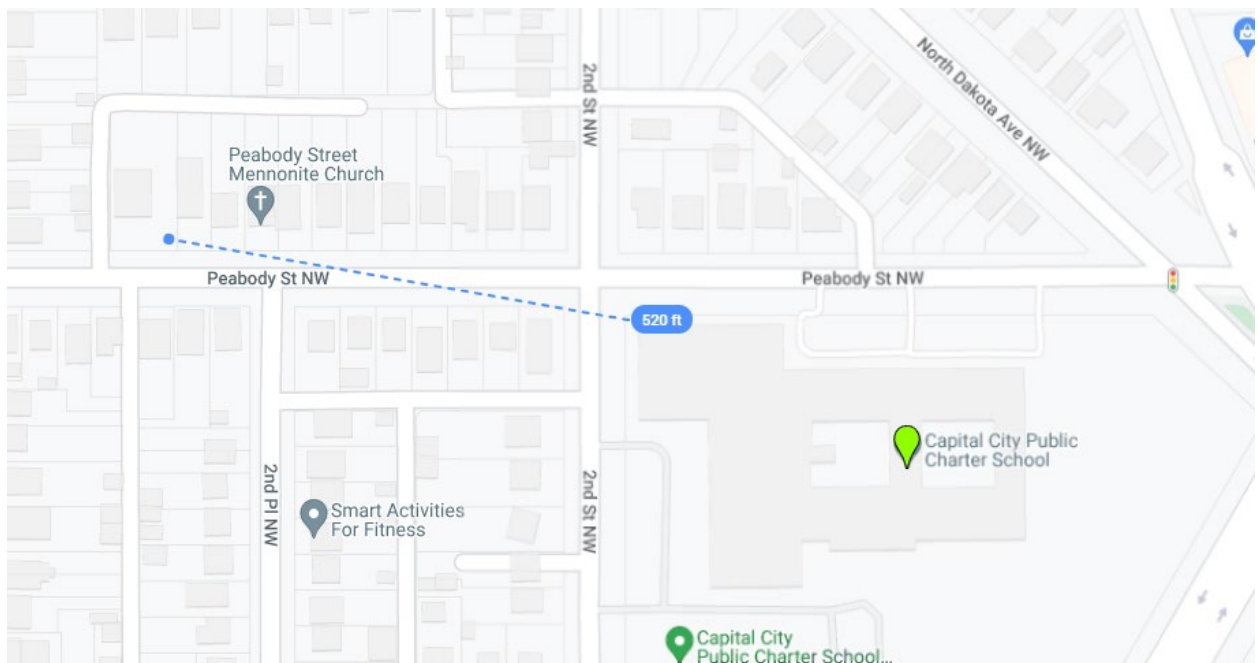 North Dakota Ave NW
2nd St NW
Peabody Street
Mennonite Church
Peabody St NW
Peabody St NW
520 ft
Capital City Public
Charter School
2nd Pl NW
2nd St NW
Smart Activities
For Fitness
Capital City
Public Charter School...